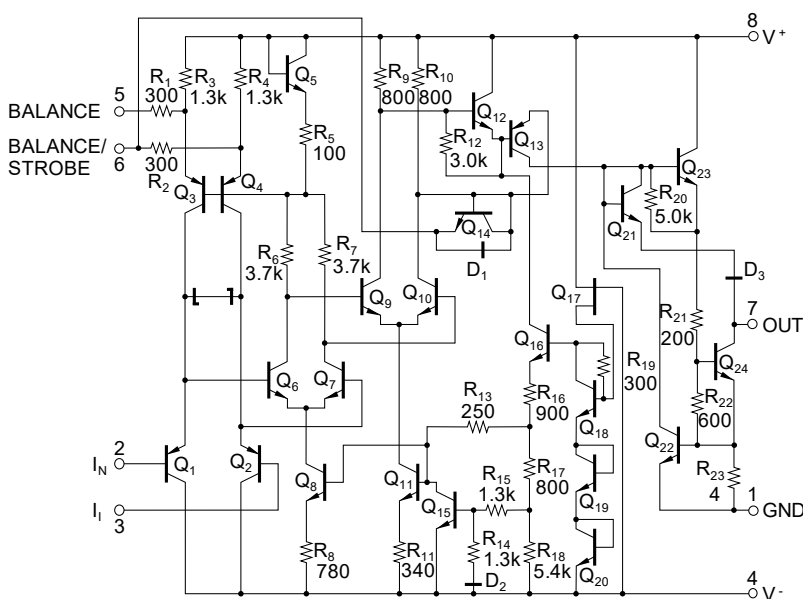 8 V+
R1 300
R3 1.3k
R4 1.3k
Q5
R9 800
R10 800
5 BALANCE
6 BALANCE/STROBE
R2 300
R5 100
Q12
Q13
R12 3.0k
Q3
Q4
Q14
D1
Q23
R20 5.0k
Q21
R6 3.7k
R7 3.7k
D3
Q9
Q10
Q17
7 OUT
R21 200
Q16
R19 300
Q24
Q6
Q7
R13 250
R16 900
Q18
R22 600
Q22
2 IN
Q1
Q2
Q8
Q11
Q15
R15 1.3k
R17 800
Q19
R23 4
1 GND
3 II
R8 780
R11 340
R14 1.3k
D2
R18 5.4k
Q20
4 V-